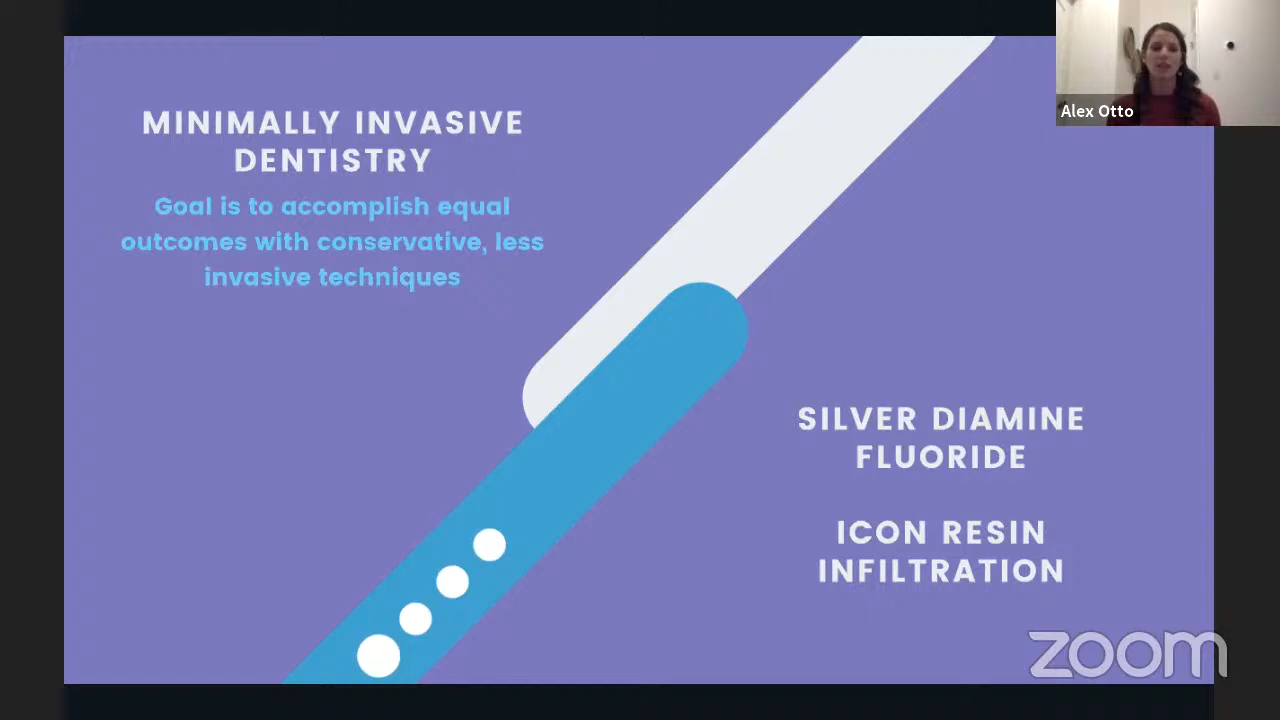 MINIMALLY INVASIVE
DENTISTRY
Goal is to accomplish equal
outcomes with conservative, less
invasive techniques
Alex Otto
SILVER DIAMINE
FLUORIDE
ICON RESIN
INFILTRATION
zoom